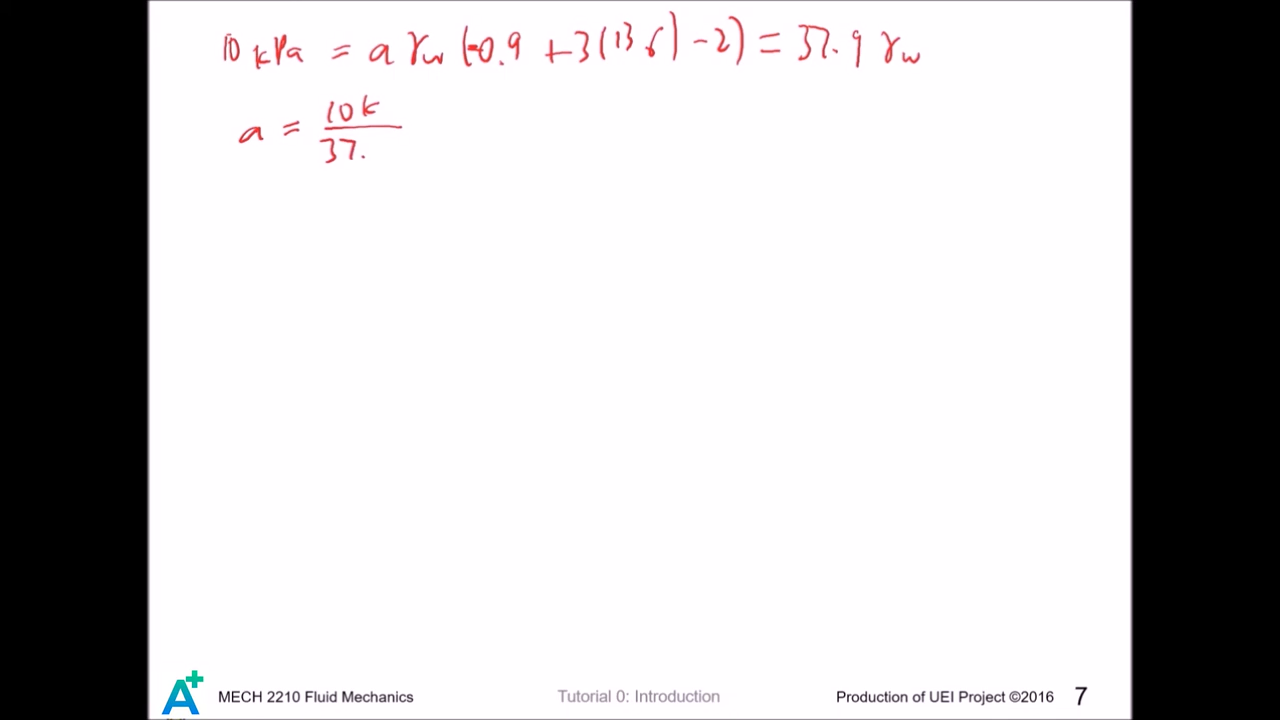 10 kPa = a γw (-0.9 + 3(13.6) - 2) = 37.9 γw
a = 10k / 37.
A+ MECH 2210 Fluid Mechanics Tutorial 0: Introduction Production of UEI Project ©2016 7